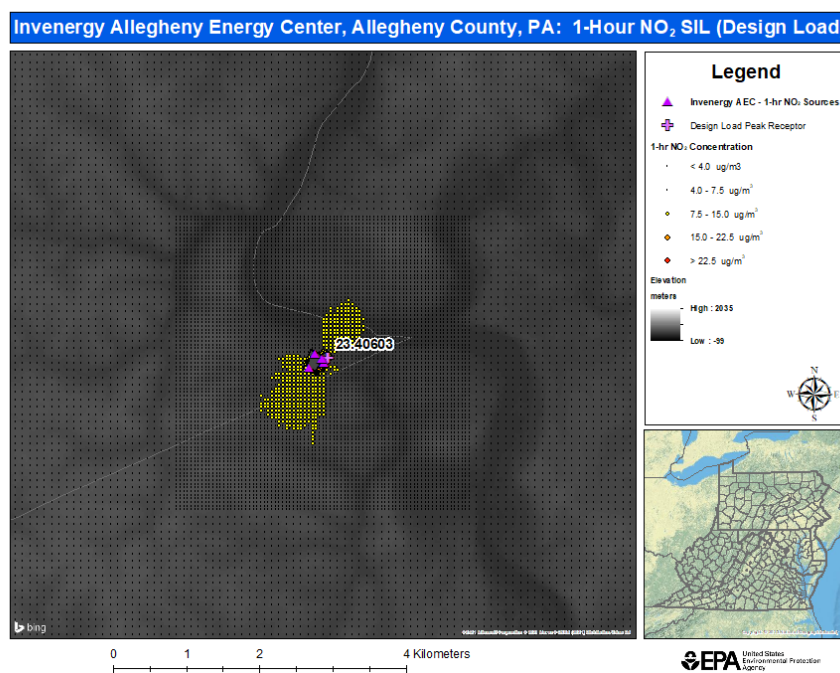 Invenergy Allegheny Energy Center, Allegheny County, PA: 1-Hour NO₂ SIL (Design Load
Legend
Invenergy AEC - 1-hr NO₂ Sources
Design Load Peak Receptor
1-hr NO₂ Concentration
< 4.0 ug/m3
4.0 - 7.5 ug/m³
7.5 - 15.0 ug/m³
15.0 - 22.5 ug/m³
> 22.5 ug/m³
Elevation
meters
High : 2035
Low : -99
N
W E
S
23.40603
bing
0 1 2 4 Kilometers
EPA United States
Environmental Protection
Agency